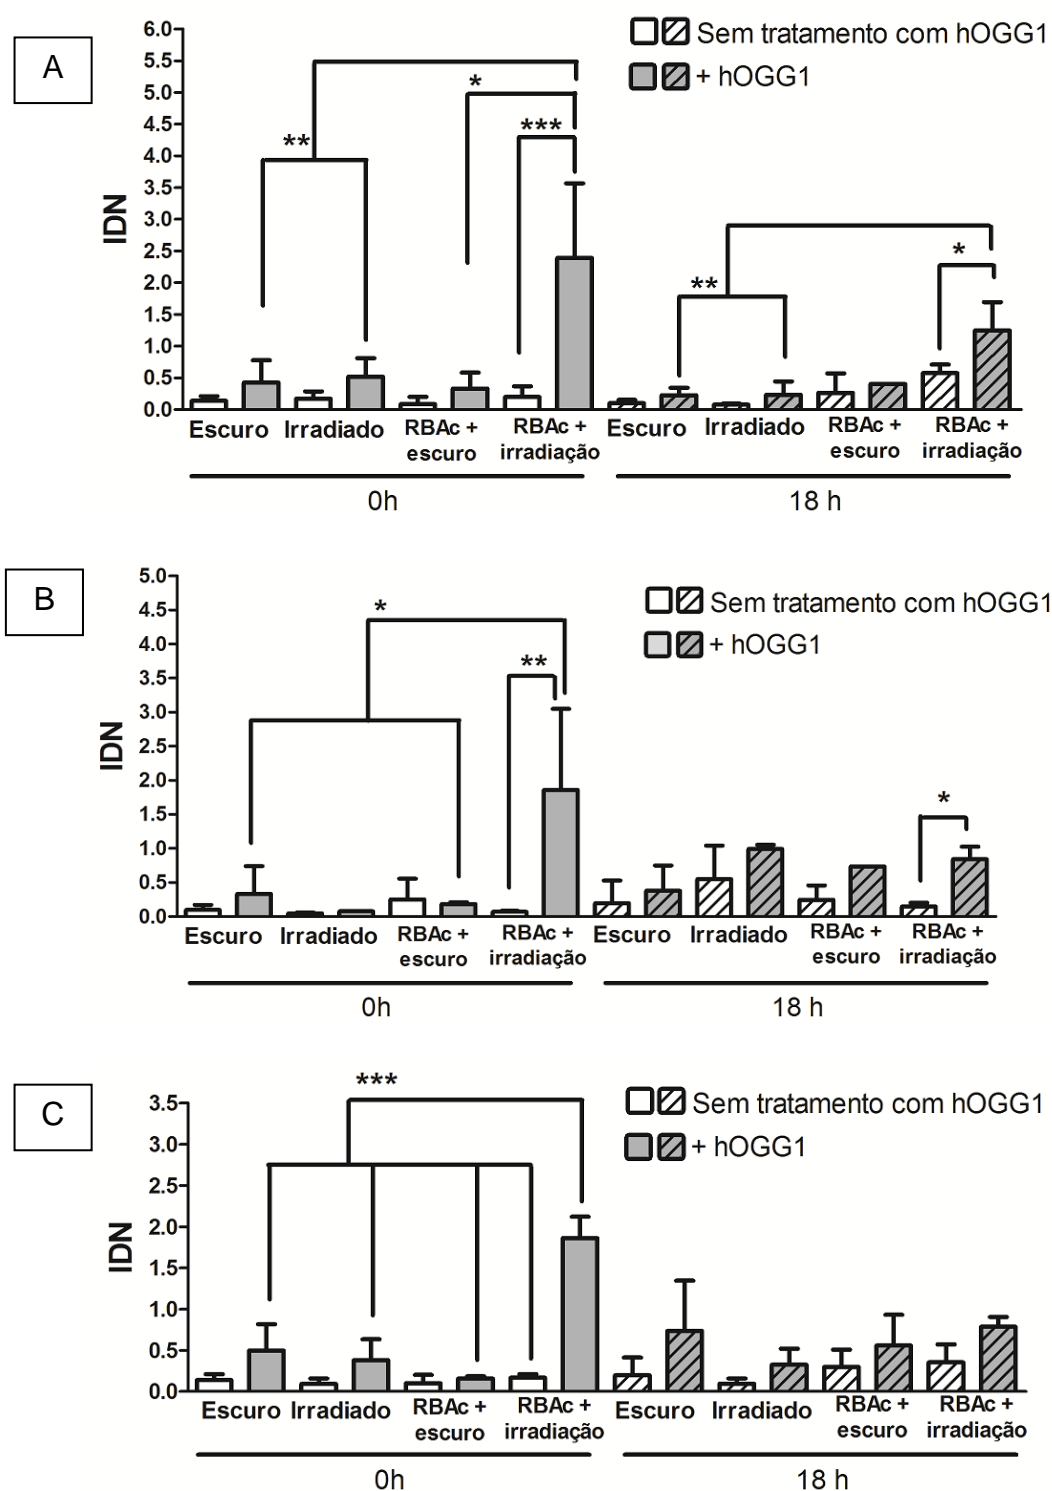 A
6.0
5.5
5.0
4.5
4.0
3.5
3.0
2.5
2.0
1.5
1.0
0.5
0.0
IDN
Sem tratamento com hOGG1
+ hOGG1
**
*
***
**
*
Escuro Irradiado RBAc + escuro RBAc + irradiação Escuro Irradiado RBAc + escuro RBAc + irradiação
0h 18 h
B
5.0
4.5
4.0
3.5
3.0
2.5
2.0
1.5
1.0
0.5
0.0
IDN
Sem tratamento com hOGG1
+ hOGG1
*
**
*
Escuro Irradiado RBAc + escuro RBAc + irradiação Escuro Irradiado RBAc + escuro RBAc + irradiação
0h 18 h
C
3.5
3.0
2.5
2.0
1.5
1.0
0.5
0.0
IDN
Sem tratamento com hOGG1
+ hOGG1
***
Escuro Irradiado RBAc + escuro RBAc + irradiação Escuro Irradiado RBAc + escuro RBAc + irradiação
0h 18 h